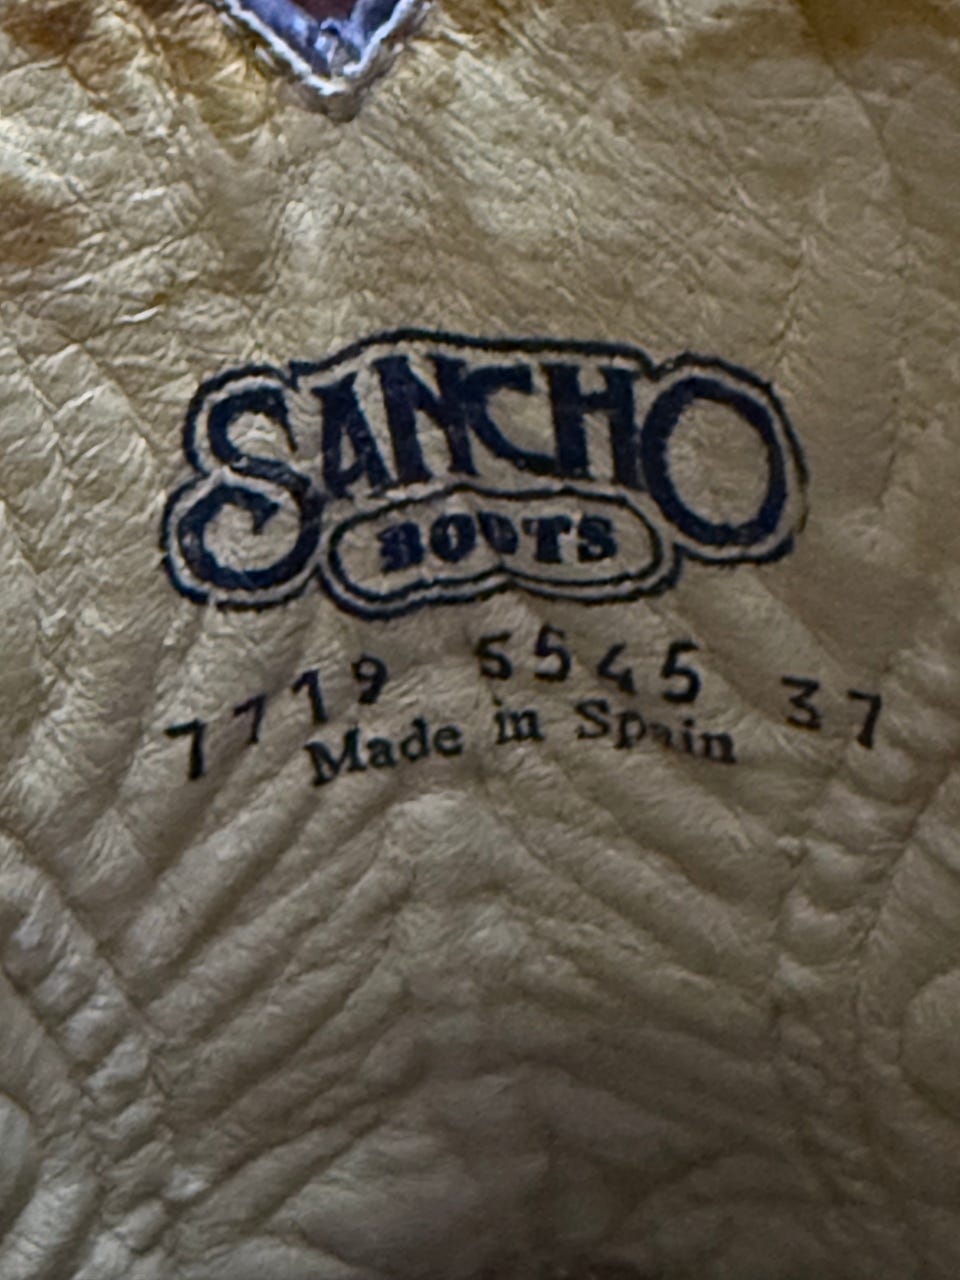 SANCHO
BOOTS
7719 5545 37
Made in Spain